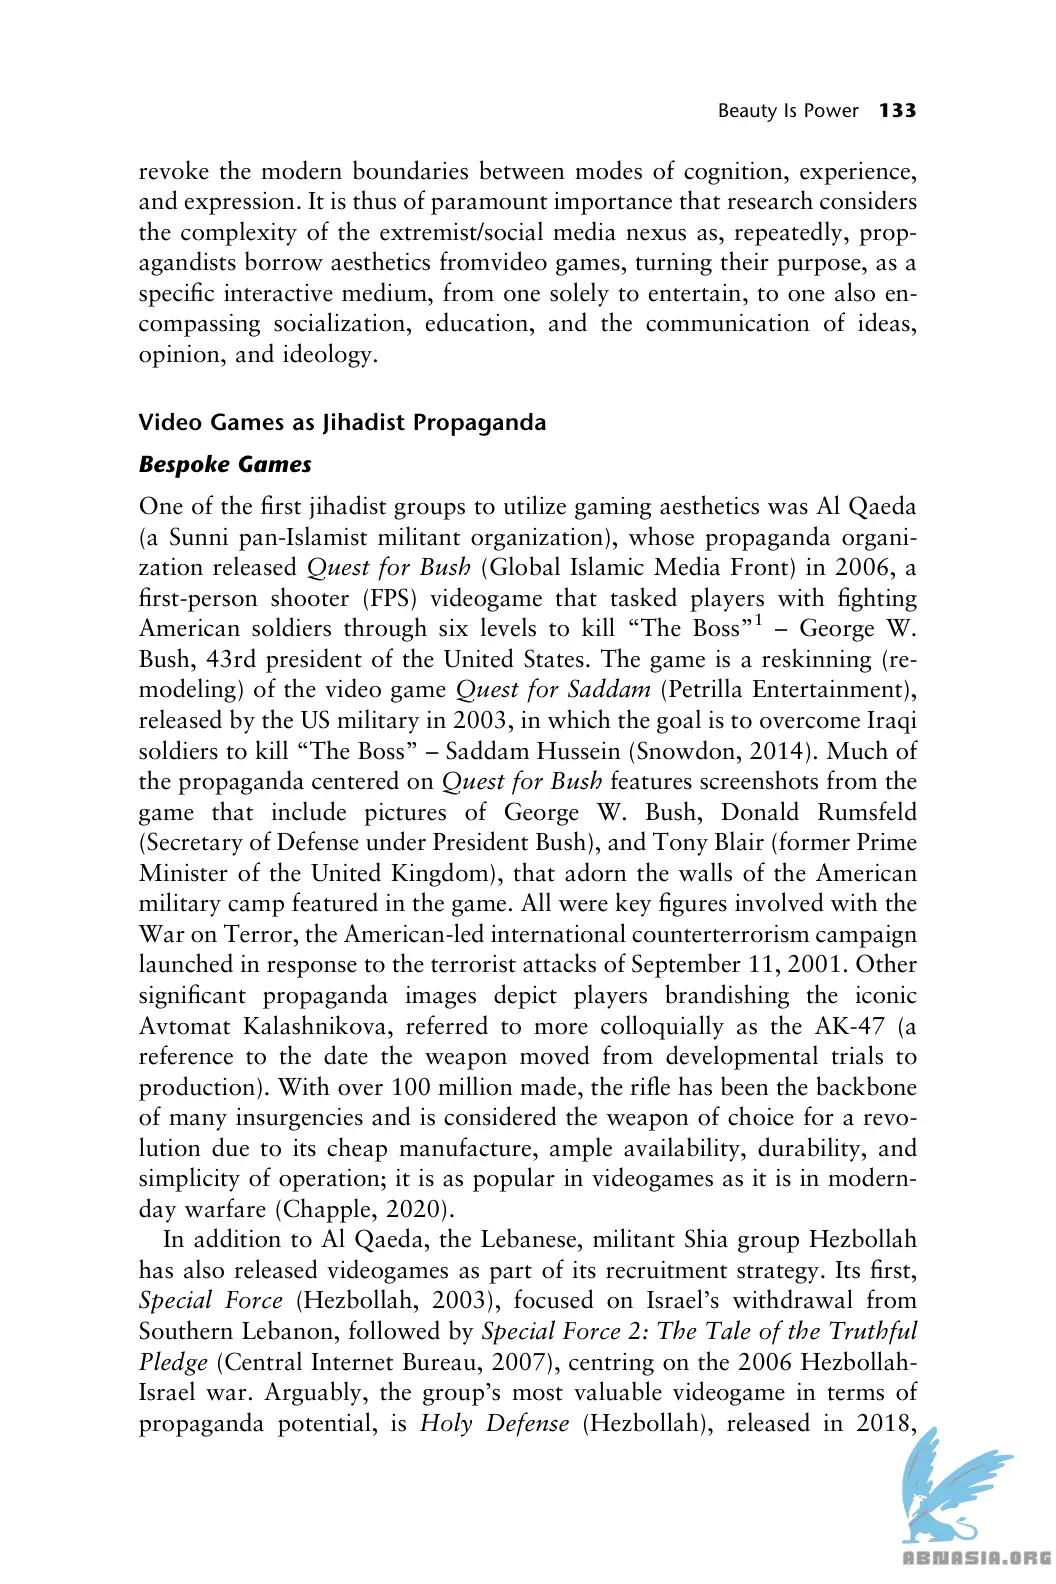 Beauty Is Power 133
revoke the modern boundaries between modes of cognition, experience,
and expression. It is thus of paramount importance that research considers
the complexity of the extremist/social media nexus as, repeatedly, prop-
agandists borrow aesthetics fromvideo games, turning their purpose, as a
specific interactive medium, from one solely to entertain, to one also en-
compassing socialization, education, and the communication of ideas,
opinion, and ideology.
Video Games as Jihadist Propaganda
Bespoke Games
One of the first jihadist groups to utilize gaming aesthetics was Al Qaeda
(a Sunni pan-Islamist militant organization), whose propaganda organi-
zation released Quest for Bush (Global Islamic Media Front) in 2006, a
first-person shooter (FPS) videogame that tasked players with fighting
American soldiers through six levels to kill “The Boss”1 – George W.
Bush, 43rd president of the United States. The game is a reskinning (re-
modeling) of the video game Quest for Saddam (Petrilla Entertainment),
released by the US military in 2003, in which the goal is to overcome Iraqi
soldiers to kill “The Boss” – Saddam Hussein (Snowdon, 2014). Much of
the propaganda centered on Quest for Bush features screenshots from the
game that include pictures of George W. Bush, Donald Rumsfeld
(Secretary of Defense under President Bush), and Tony Blair (former Prime
Minister of the United Kingdom), that adorn the walls of the American
military camp featured in the game. All were key figures involved with the
War on Terror, the American-led international counterterrorism campaign
launched in response to the terrorist attacks of September 11, 2001. Other
significant propaganda images depict players brandishing the iconic
Avtomat Kalashnikova, referred to more colloquially as the AK-47 (a
reference to the date the weapon moved from developmental trials to
production). With over 100 million made, the rifle has been the backbone
of many insurgencies and is considered the weapon of choice for a revo-
lution due to its cheap manufacture, ample availability, durability, and
simplicity of operation; it is as popular in videogames as it is in modern-
day warfare (Chapple, 2020).
In addition to Al Qaeda, the Lebanese, militant Shia group Hezbollah
has also released videogames as part of its recruitment strategy. Its first,
Special Force (Hezbollah, 2003), focused on Israel’s withdrawal from
Southern Lebanon, followed by Special Force 2: The Tale of the Truthful
Pledge (Central Internet Bureau, 2007), centring on the 2006 Hezbollah-
Israel war. Arguably, the group’s most valuable videogame in terms of
propaganda potential, is Holy Defense (Hezbollah), released in 2018,
ABNASIA.ORG